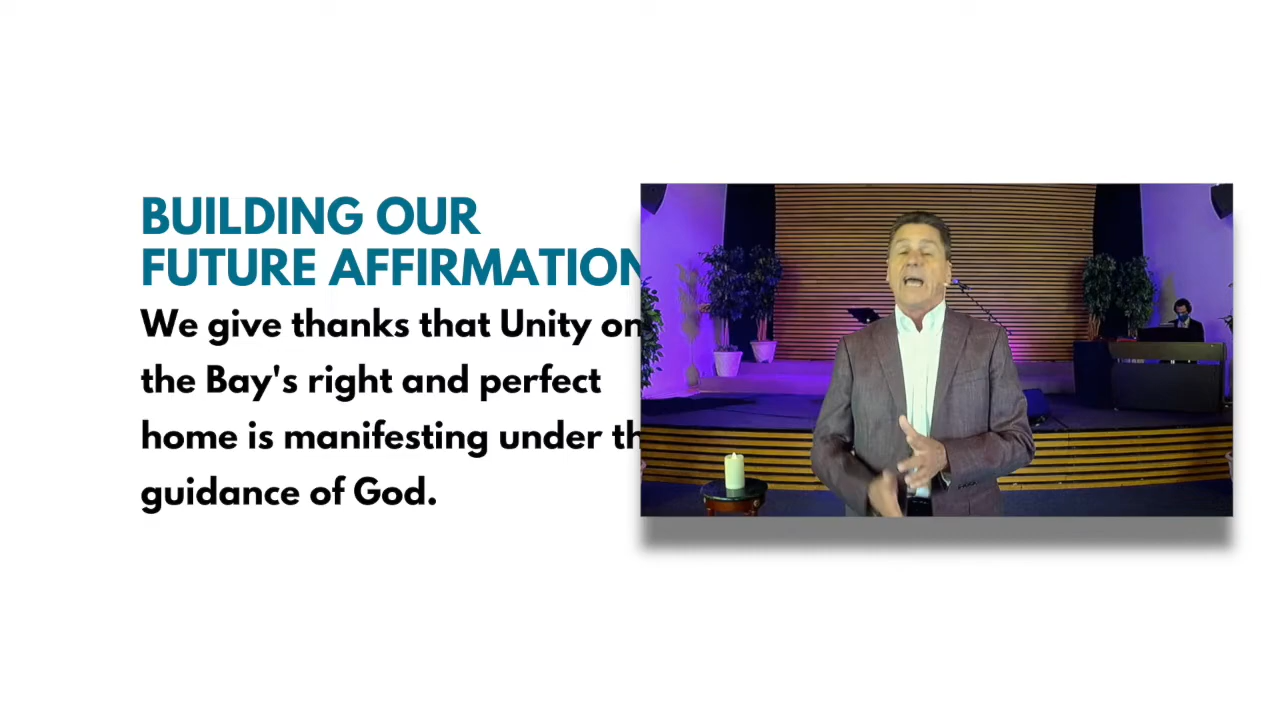 BUILDING OUR
FUTURE AFFIRMATION
We give thanks that Unity on
the Bay's right and perfect
home is manifesting under th
guidance of God.